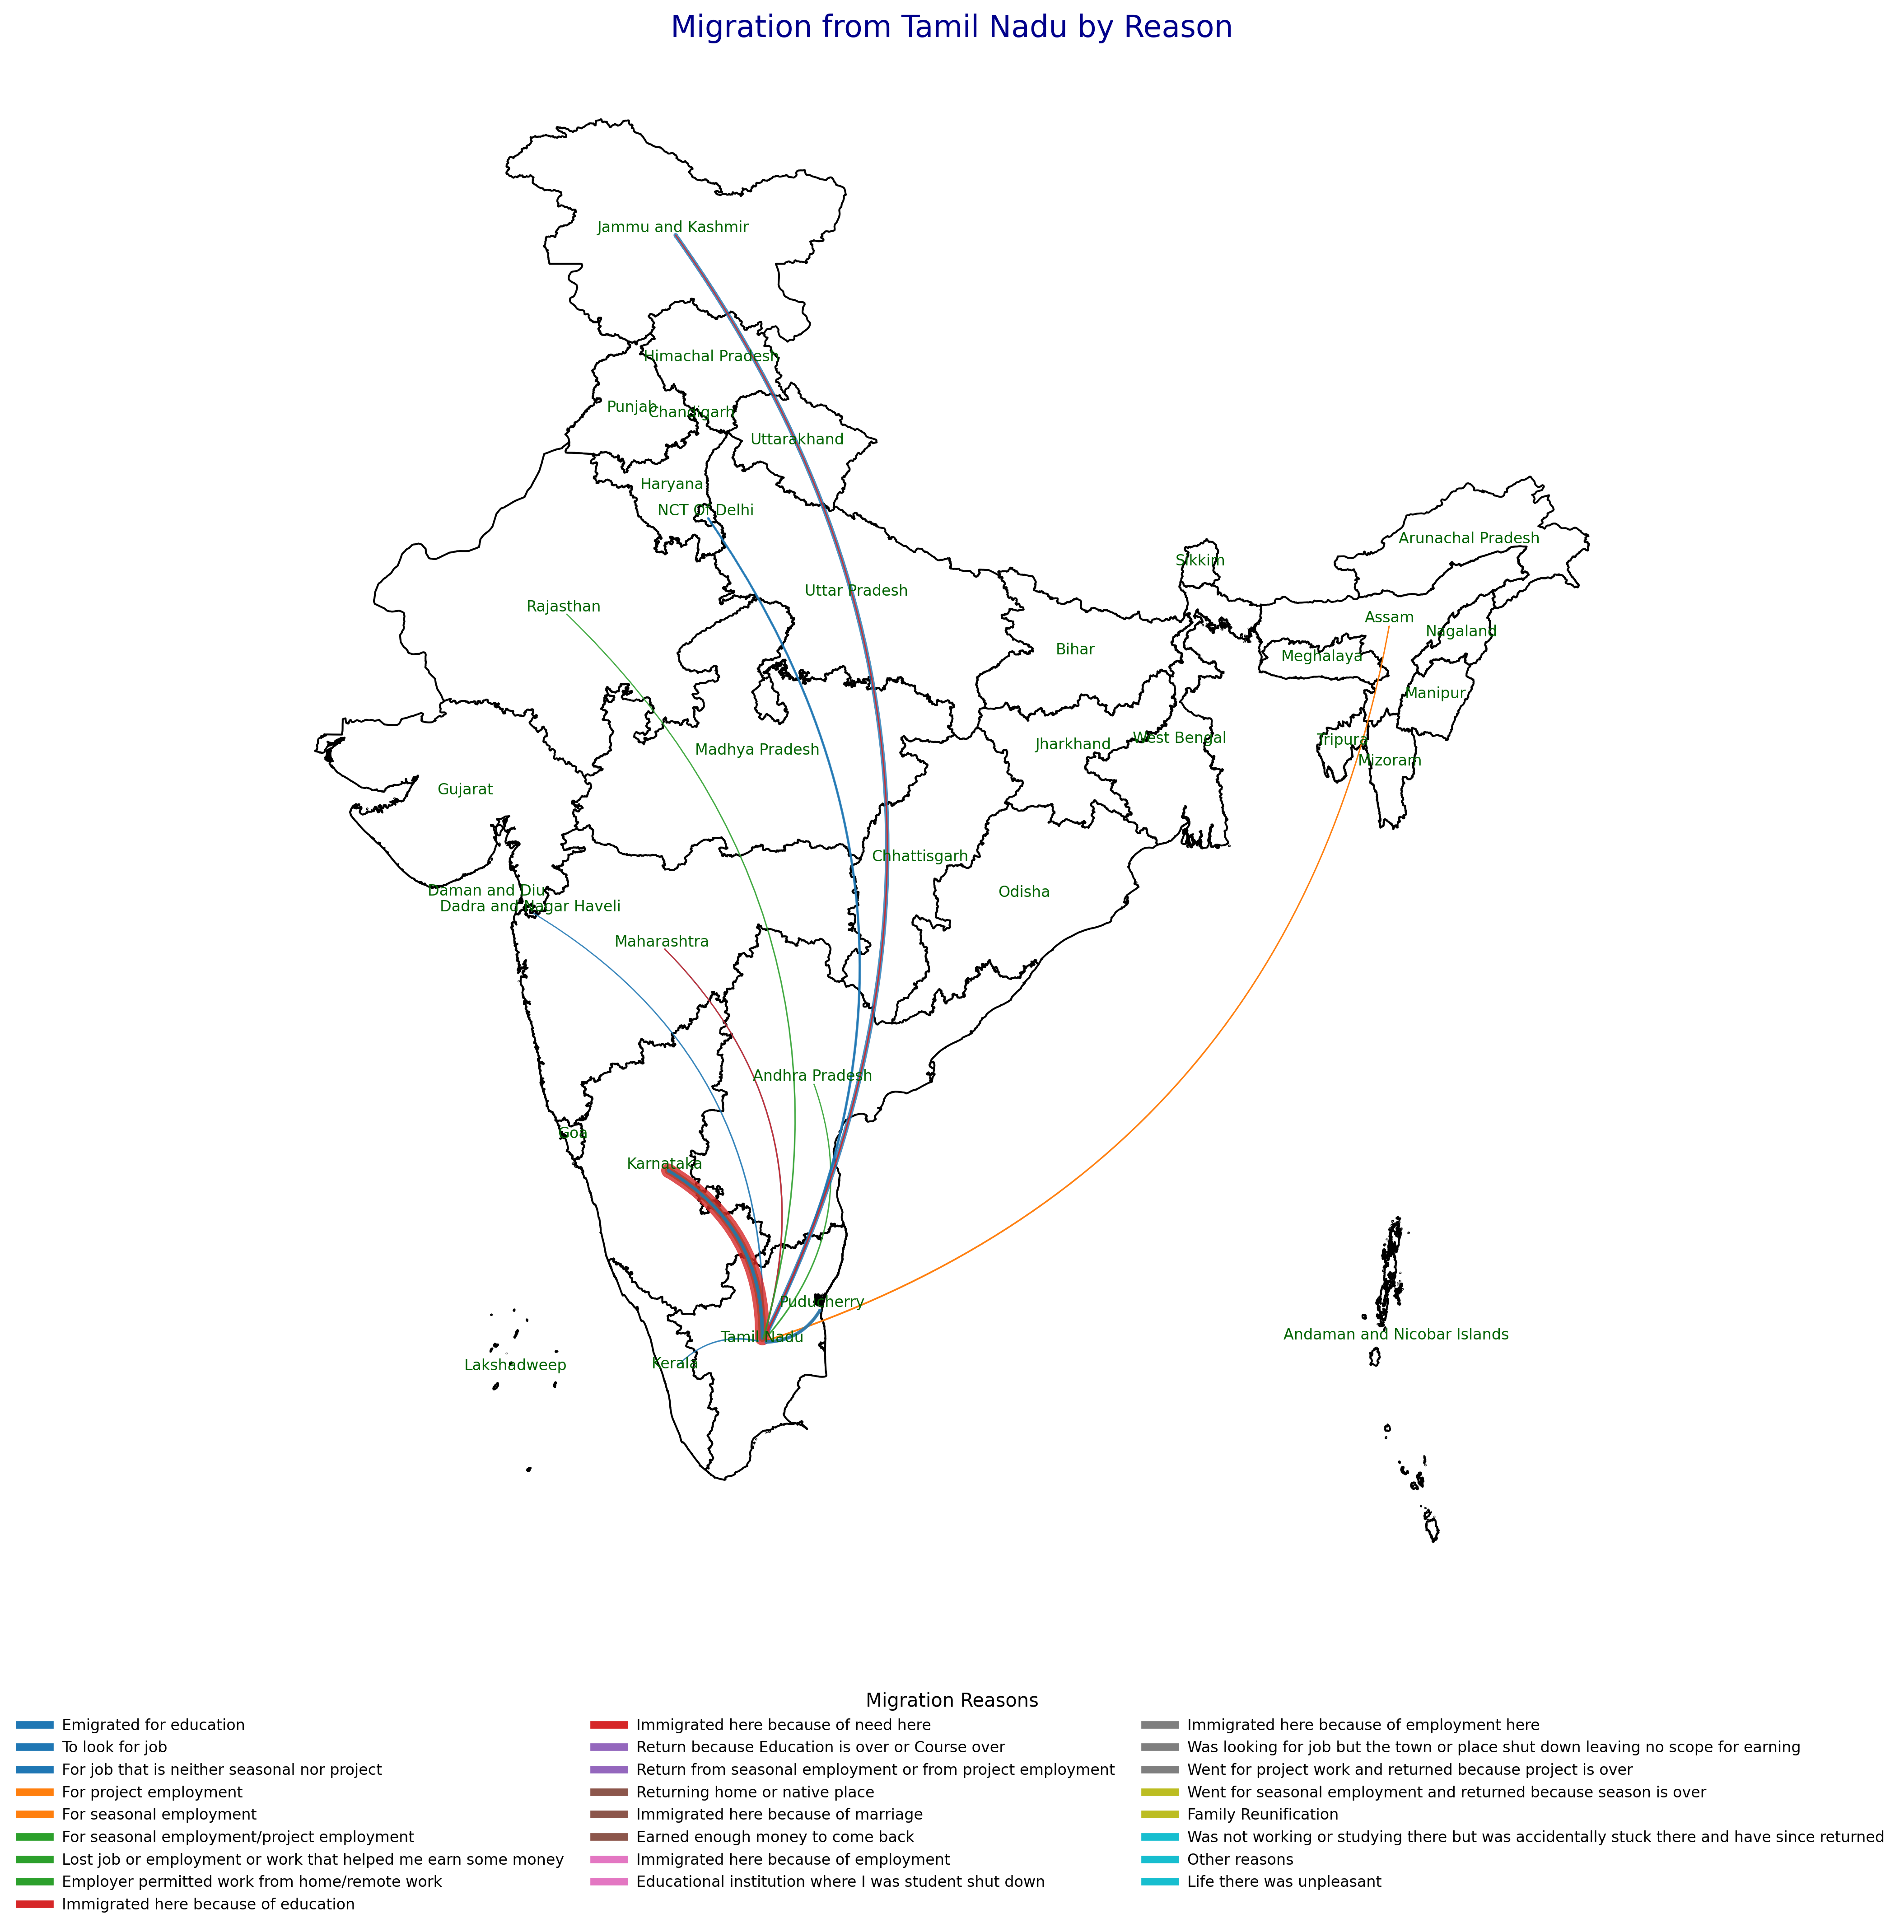 Migration from Tamil Nadu by Reason
Jammu and Kashmir
Himachal Pradesh
Punjab
Chandigarh
Uttarakhand
Haryana
NCT Of Delhi
Arunachal Pradesh
Sikkim
Uttar Pradesh
Rajasthan
Assam
Nagaland
Bihar
Meghalaya
Manipur
Madhya Pradesh
Jharkhand
West Bengal
Tripura
Mizoram
Gujarat
Chhattisgarh
Odisha
Daman and Diu
Dadra and Nagar Haveli
Maharashtra
Andhra Pradesh
Goa
Karnataka
Puducherry
Tamil Nadu
Andaman and Nicobar Islands
Kerala
Lakshadweep
Migration Reasons
Emigrated for education
To look for job
For job that is neither seasonal nor project
For project employment
For seasonal employment
For seasonal employment/project employment
Lost job or employment or work that helped me earn some money
Employer permitted work from home/remote work
Immigrated here because of education
Immigrated here because of need here
Return because Education is over or Course over
Return from seasonal employment or from project employment
Returning home or native place
Immigrated here because of marriage
Earned enough money to come back
Immigrated here because of employment
Educational institution where I was student shut down
Immigrated here because of employment here
Was looking for job but the town or place shut down leaving no scope for earning
Went for project work and returned because project is over
Went for seasonal employment and returned because season is over
Family Reunification
Was not working or studying there but was accidentally stuck there and have since returned
Other reasons
Life there was unpleasant